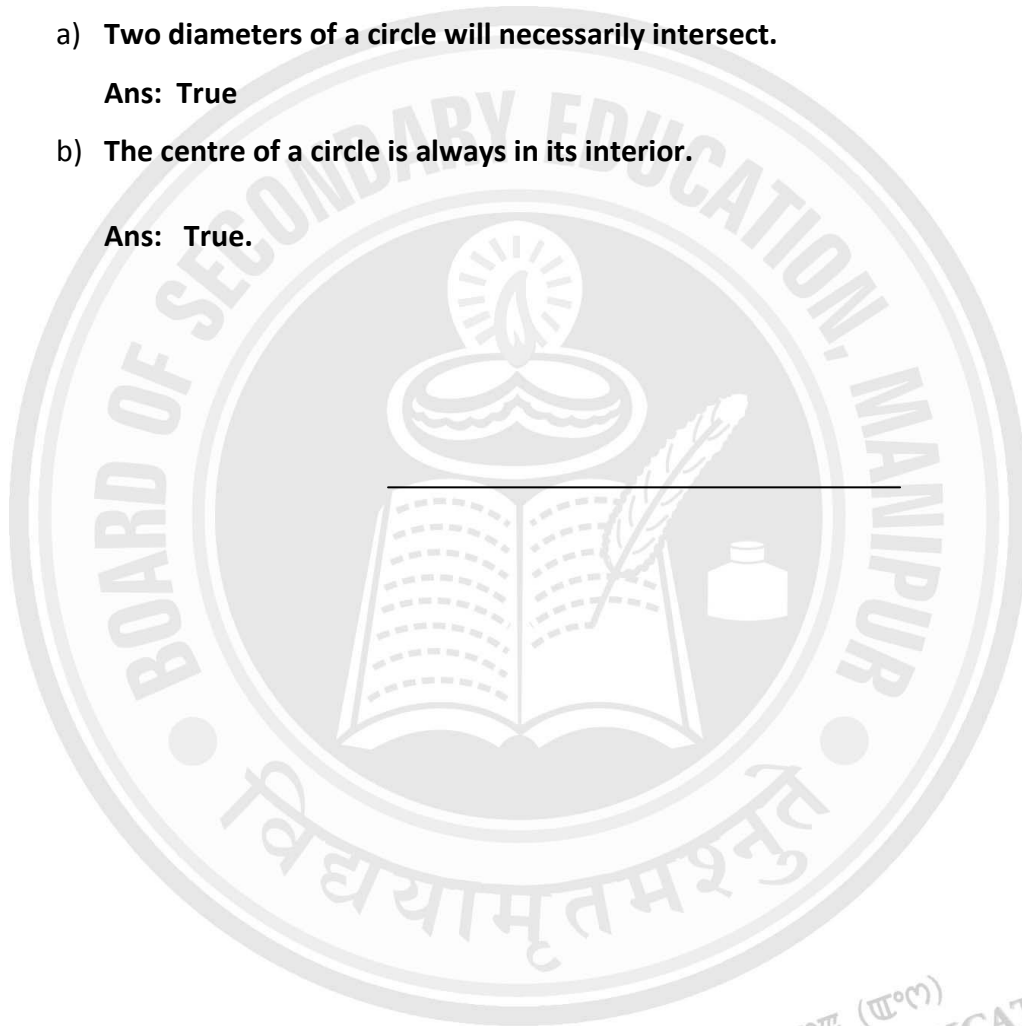 a) Two diameters of a circle will necessarily intersect.
Ans: True
b) The centre of a circle is always in its interior.
Ans: True.
BOARD OF SECONDARY EDUCATION, MANIPUR
विद्ययामृतमश्नुते